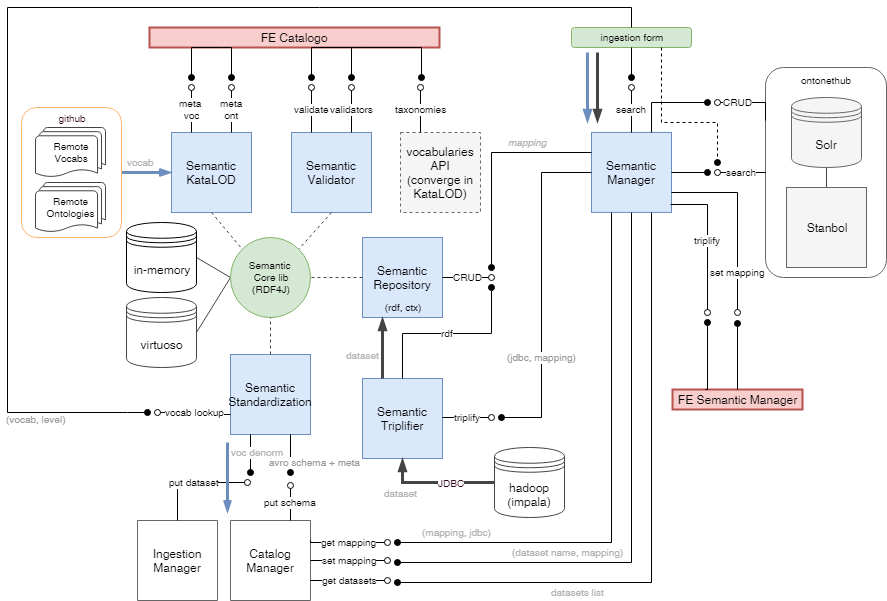 FE Catalogo
ingestion form
ontonethub
meta
voc
meta
ont
validate
validators
taxonomies
search
CRUD
github
Remote
Vocabs
Remote
Ontologies
vocab
Semantic
KataLOD
Semantic
Validator
vocabularies
API
(converge in
KataLOD)
mapping
Semantic
Manager
search
Solr
Stanbol
triplify
set mapping
in-memory
virtuoso
Semantic
Core lib
(RDF4J)
Semantic
Repository
(rdf, ctx)
CRUD
rdf
dataset
(jdbc, mapping)
Semantic
Standardization
Semantic
Triplifier
triplify
FE Semantic Manager
(vocab, level)
vocab lookup
voc denorm
avro schema + meta
put dataset
put schema
dataset
JDBC
hadoop
(impala)
Ingestion
Manager
Catalog
Manager
get mapping
(mapping, jdbc)
set mapping
(dataset name, mapping)
get datasets
datasets list